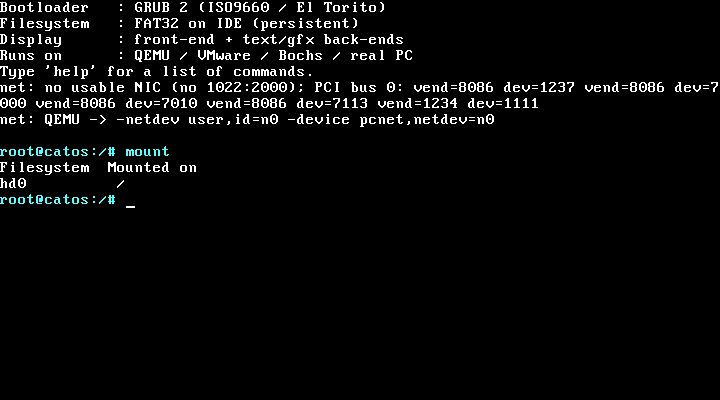 Bootloader   : GRUB 2 (ISO9660 / El Torito)
Filesystem   : FAT32 on IDE (persistent)
Display      : front-end + text/gfx back-ends
Runs on      : QEMU / VMware / Bochs / real PC
Type 'help' for a list of commands.
net: no usable NIC (no 1022:2000); PCI bus 0: vend=8086 dev=1237 vend=8086 dev=7
000 vend=8086 dev=7010 vend=8086 dev=7113 vend=1234 dev=1111
net: QEMU -> -netdev user,id=n0 -device pcnet,netdev=n0
root@catos:/# mount
Filesystem  Mounted on
hd0          /
root@catos:/# _